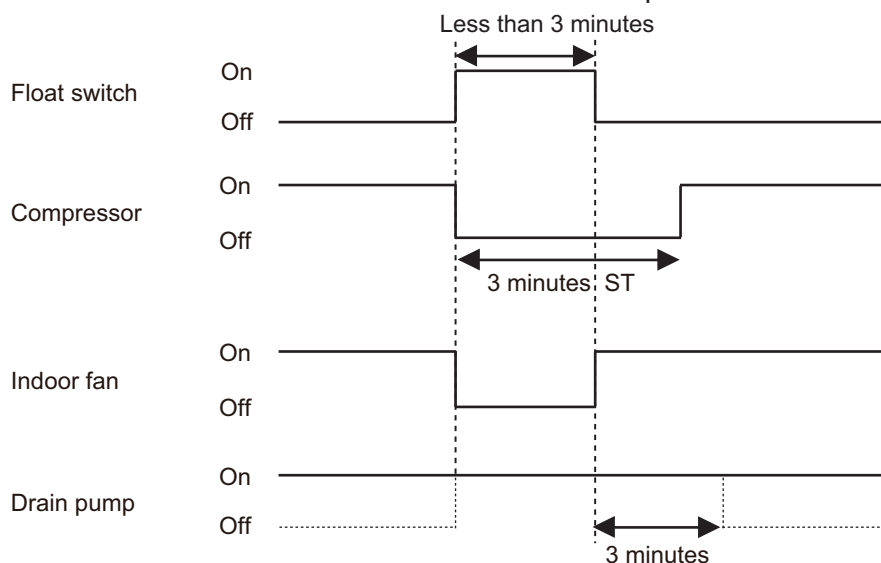 Less than 3 minutes
On
Float switch
Off
On
Compressor
Off
3 minutes ST
On
Indoor fan
Off
On
Drain pump
Off
3 minutes